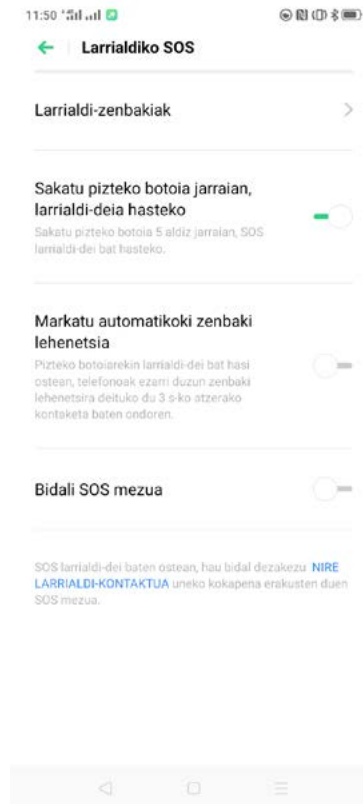 11:50
Larrialdiko SOS
Larrialdi-zenbakiak
Sakatu pizteko botoia jarraian,
larrialdi-deia hasteko
Sakatu pizteko botoia 5 aldiz jarraian, SOS
larrialdi-dei bat hasteko.
Markatu automatikoki zenbaki
lehenetsia
Pizteko botoiarekin larrialdi-dei bat hasi
ostean, telefonoak ezarri duzun zenbaki
lehenetsira deituko du 3 s-ko atzerako
kontaketa baten ondoren.
Bidali SOS mezua
SOS larrialdi-dei baten ostean, hau bidal dezakezu NIRE
LARRIALDI-KONTAKTUA uneko kokapena erakusten duen
SOS mezua.